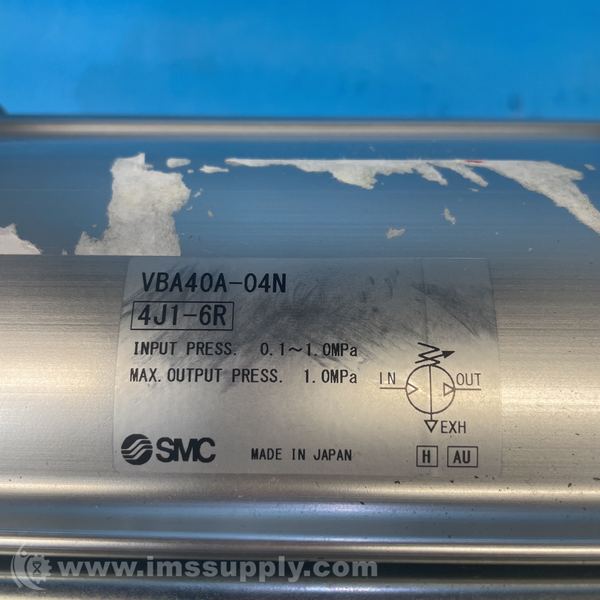 VBA40A-04N
4J1-6R
INPUT PRESS. 0.1~1.0MPa
MAX. OUTPUT PRESS. 1.0MPa
IN OUT
EXH
SMC MADE IN JAPAN H AU
www.imssupply.com